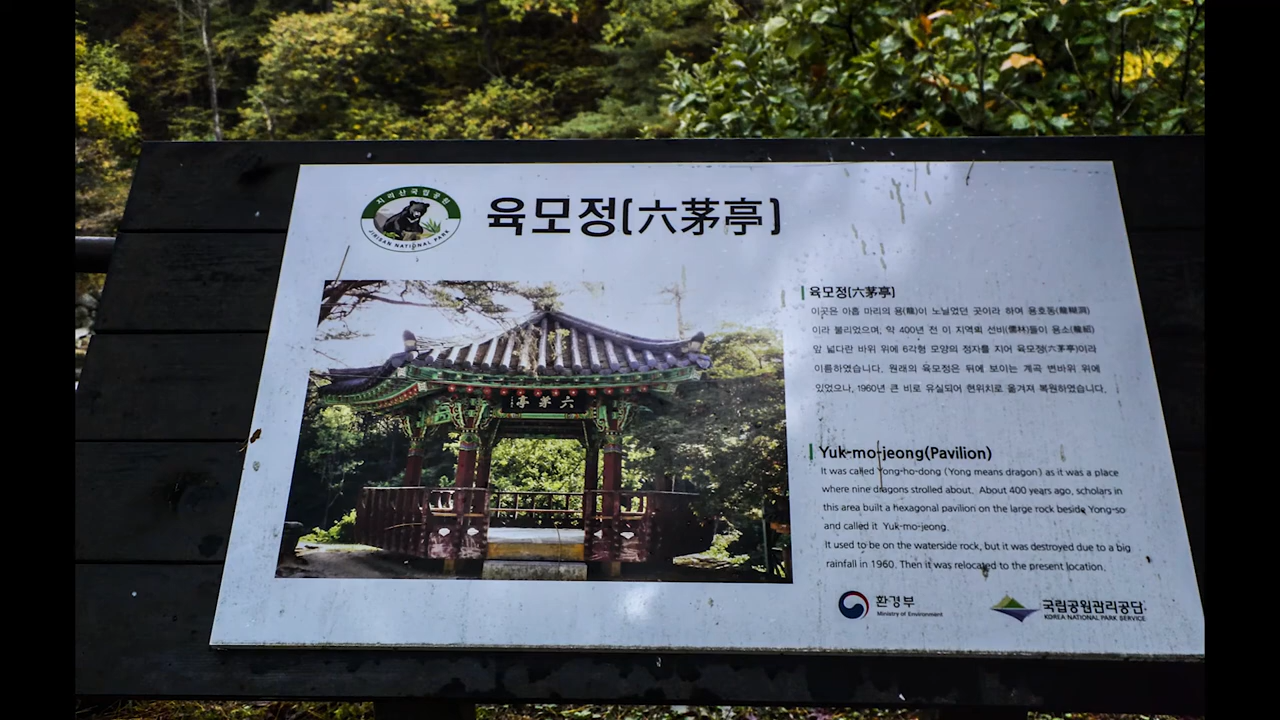 지리산국립공원
JIRISAN NATIONAL PARK
육모정(六茅亭)
六茅亭
육모정(六茅亭)
이곳은 아홉 마리의 용(龍)이 노닐었던 곳이라 하여 용호동(龍
이라 불리었으며, 약 400년 전 이 지역의 선비(儒林)들이 용소(龍
앞 넓다란 바위 위에 6각형 모양의 정자를 지어 육모정(六茅亭)이라
이름하였습니다. 원래의 육모정은 뒤에 보이는 계곡 변바위 위에
있었으나, 1960년 큰 비로 유실되어 현위치로 옮겨져 복원하였습니다.
Yuk-mo-jeong(Pavilion)
It was called Yong-ho-dong (Yong means dragon) as it was a place
where nine dragons strolled about. About 400 years ago, scholars in
this area built a hexagonal pavilion on the large rock beside Yong-so
and called it Yuk-mo-jeong.
It used to be on the waterside rock, but it was destroyed due to a big
rainfall in 1960. Then it was relocated to the present location.
환경부
Ministry of Environment
국립공원관리공단
KOREA NATIONAL PARK SERVICE